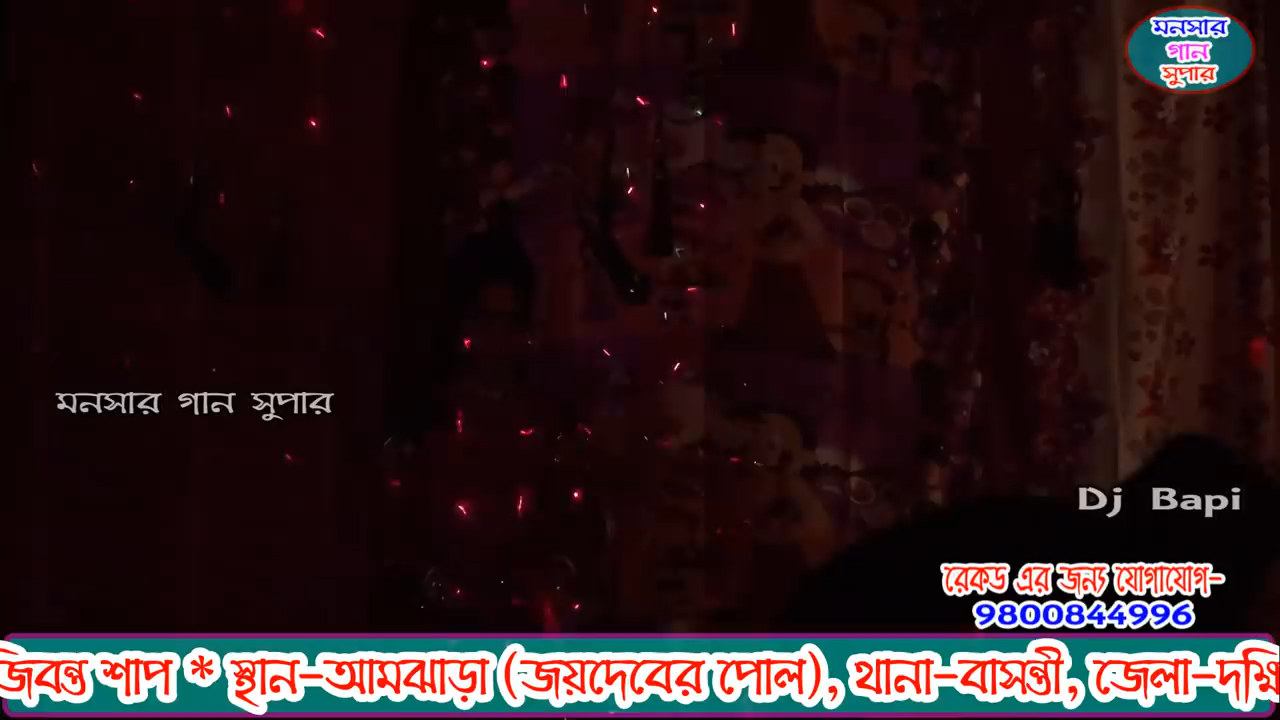 মনসার
গান
সুপার
মনসার গান সুপার
Dj Bapi
রেকড এর জন্য যোগাযোগ-
9800844996
জিবন্ত শাপ * স্থান-আমঝাড়া (জয়দেবের পোল), থানা-বাসন্তী, জেলা-দক্ষি